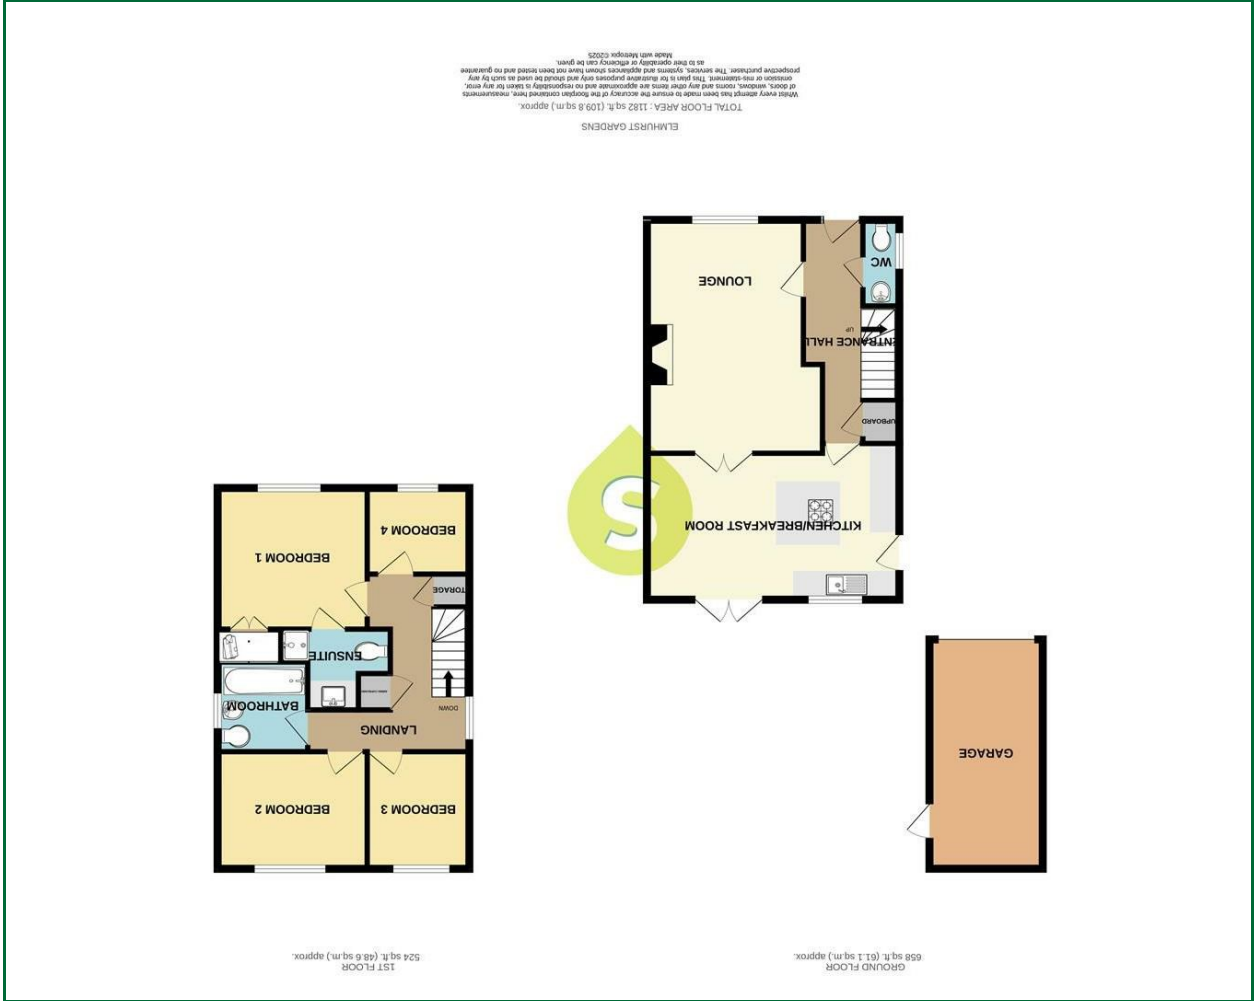 GROUND FLOOR
658 sq.ft. (61.1 sq.m.) approx.
1ST FLOOR
524 sq.ft. (48.6 sq.m.) approx.
GARAGE
KITCHEN/BREAKFAST ROOM
S
UPBOARD
ENTRANCE HALL
UP
LOUNGE
WC
BEDROOM 3
BEDROOM 2
LANDING
DOWN
BATHROOM
ENSUITE
TORAGE
BEDROOM 1
BEDROOM 4
ELMHURST GARDENS
TOTAL FLOOR AREA : 1182 sq.ft. (109.8 sq.m.) approx.
Whilst every attempt has been made to ensure the accuracy of the floorplan contained here, measurements
of doors, windows, rooms and any other items are approximate and no responsibility is taken for any error,
omission or mis-statement. This plan is for illustrative purposes only and should be used as such by any
prospective purchaser. The services, systems and appliances shown have not been tested and no guarantee
as to their operability or efficiency can be given.
Made with Metropix ©2025